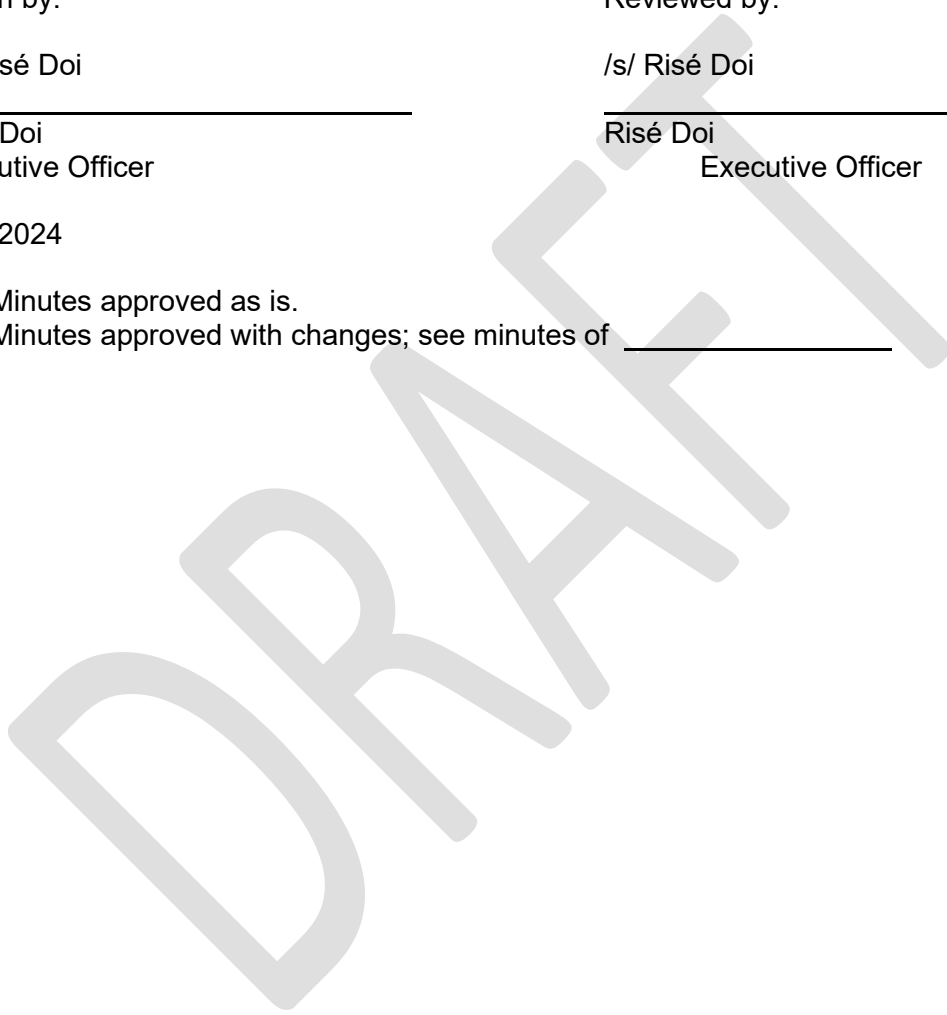 n by: Reviewed by:
sé Doi /s/ Risé Doi
Doi Risé Doi
utive Officer Executive Officer
2024
Minutes approved as is.
Minutes approved with changes; see minutes of
DRAFT